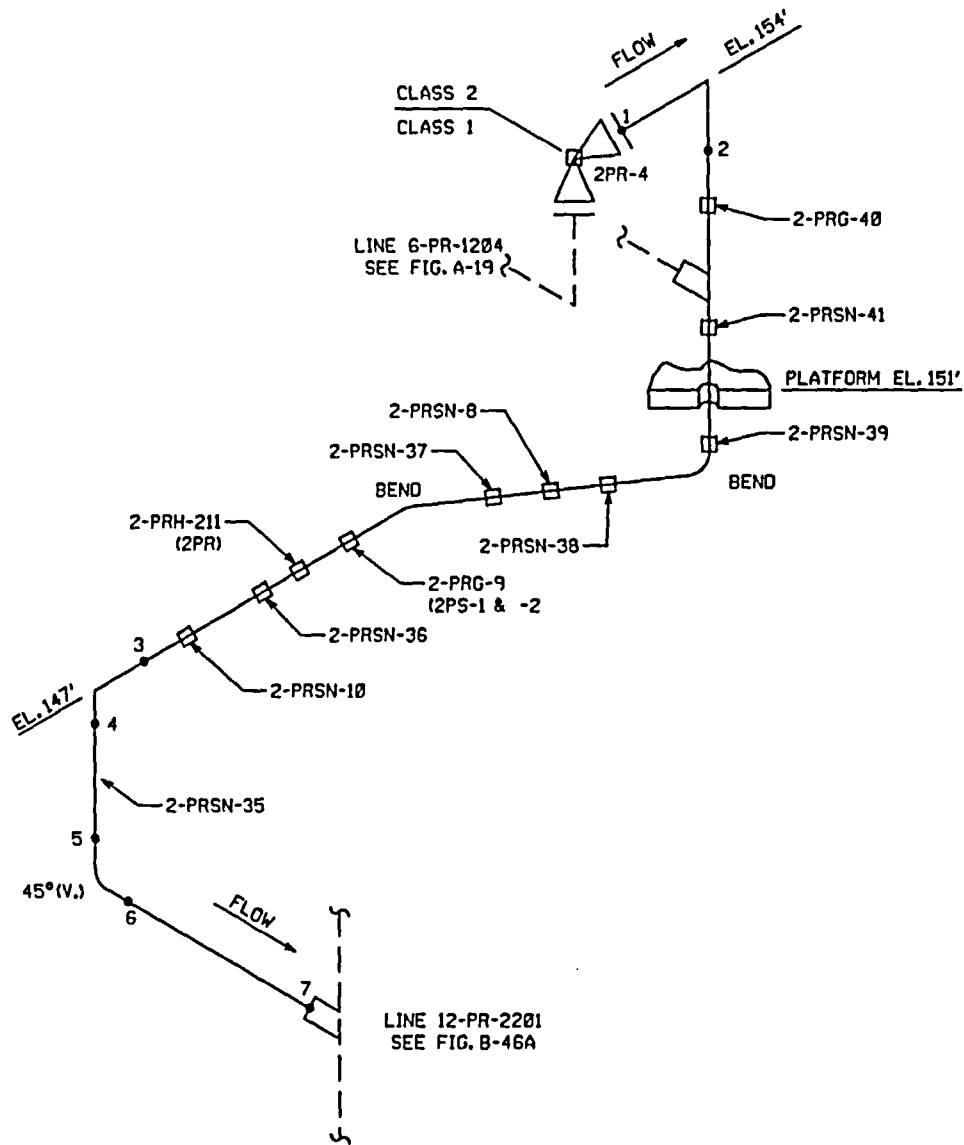 FLOW
EL. 154'
CLASS 2
CLASS 1
1
2PR-4
2
2-PRG-40
LINE 6-PR-1204
SEE FIG. A-19
2-PRSN-41
PLATFORM EL. 151'
2-PRSN-8
2-PRSN-39
2-PRSN-37
BEND
BEND
2-PRH-211
(2PR)
2-PRSN-38
2-PRG-9
(2PS-1 & -2
2-PRSN-36
3
2-PRSN-10
EL. 147'
4
2-PRSN-35
5
45°(V.)
6
FLOW
7
LINE 12-PR-2201
SEE FIG. B-46A